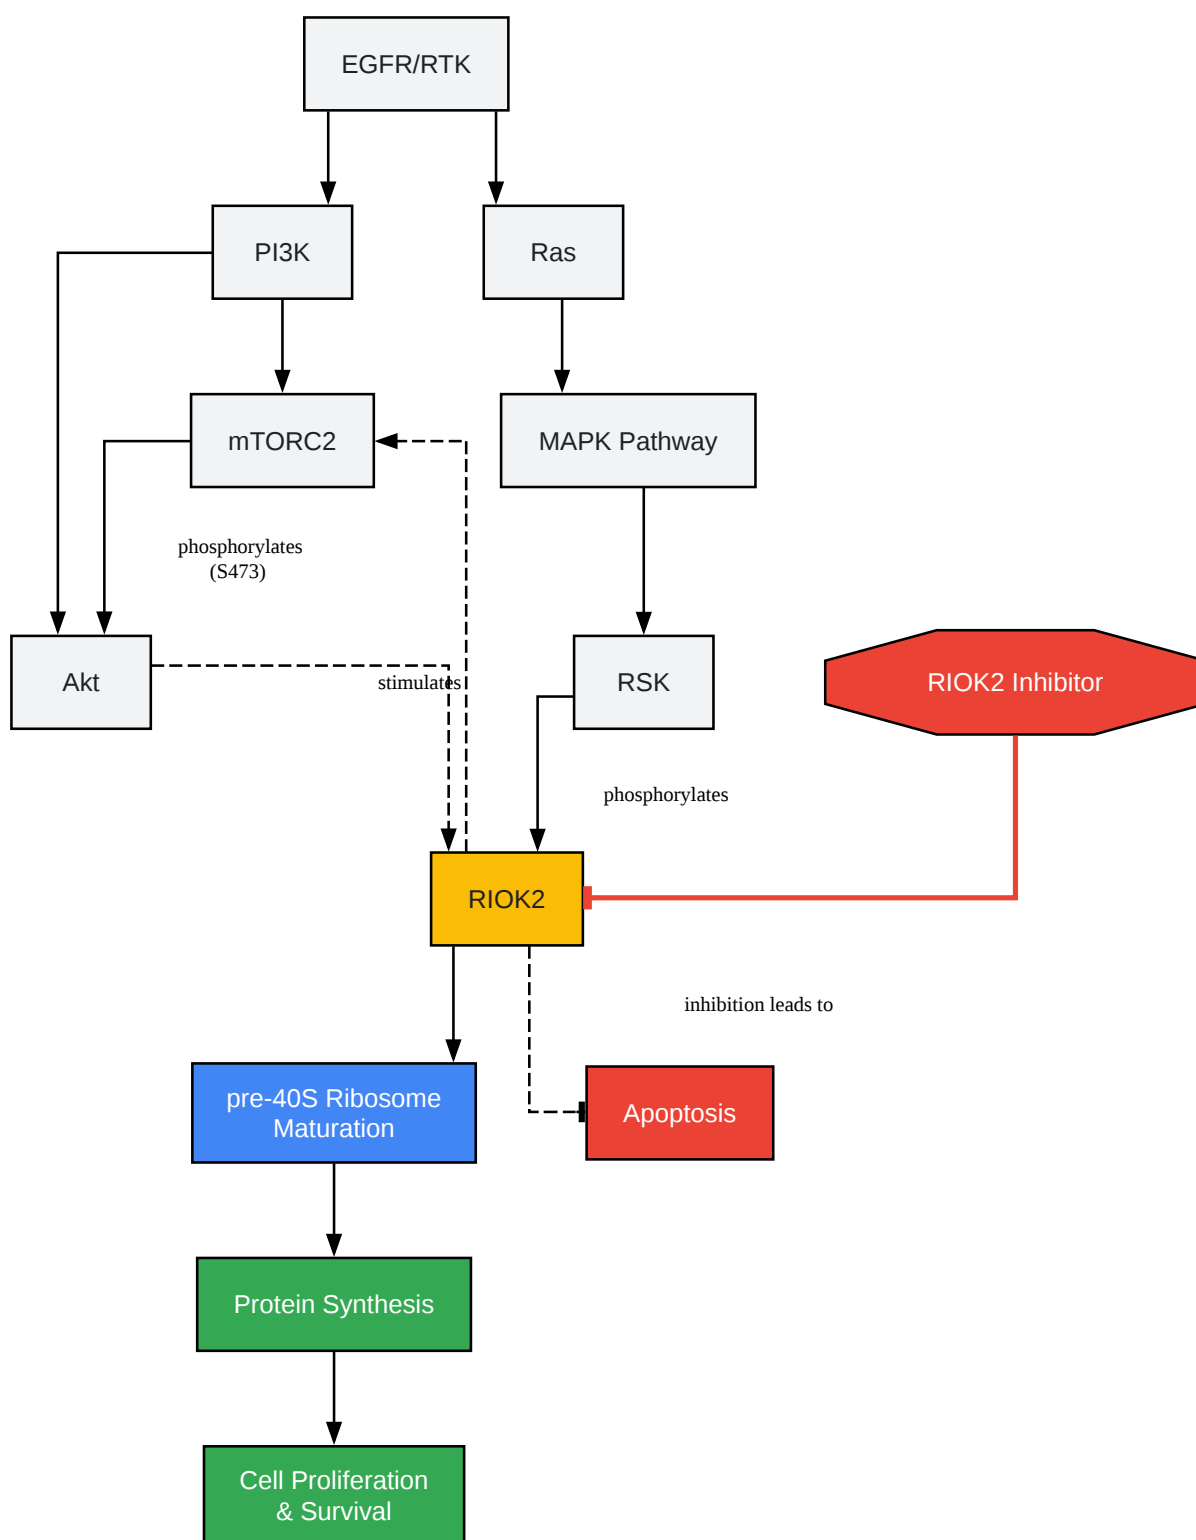 EGFR/RTK
PI3K
Ras
mTORC2
MAPK Pathway
phosphorylates
(S473)
Akt
stimulates
RSK
RIOK2 Inhibitor
phosphorylates
RIOK2
inhibition leads to
pre-40S Ribosome
Maturation
Apoptosis
Protein Synthesis
Cell Proliferation
& Survival